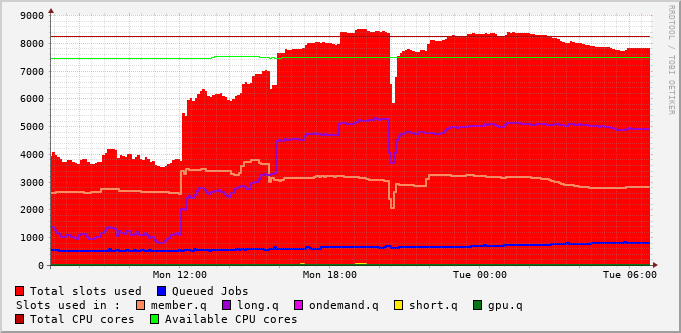 RRDTOOL / TOBI OETIKER
9000
8000
7000
6000
5000
4000
3000
2000
1000
0
Mon 12:00 Mon 18:00 Tue 00:00 Tue 06:00
Total slots used Queued Jobs
Slots used in : member.q long.q ondemand.q short.q gpu.q
Total CPU cores Available CPU cores